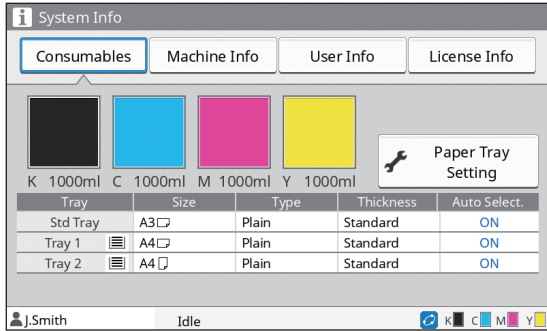 System Info
Consumables Machine Info User Info License Info
K 1000ml C 1000ml M 1000ml Y 1000ml
Paper Tray
Setting
Tray Size Type Thickness Auto Select.
Std Tray A3 Plain Standard ON
Tray 1 A4 Plain Standard ON
Tray 2 A4 Plain Standard ON
J.Smith Idle K C M Y